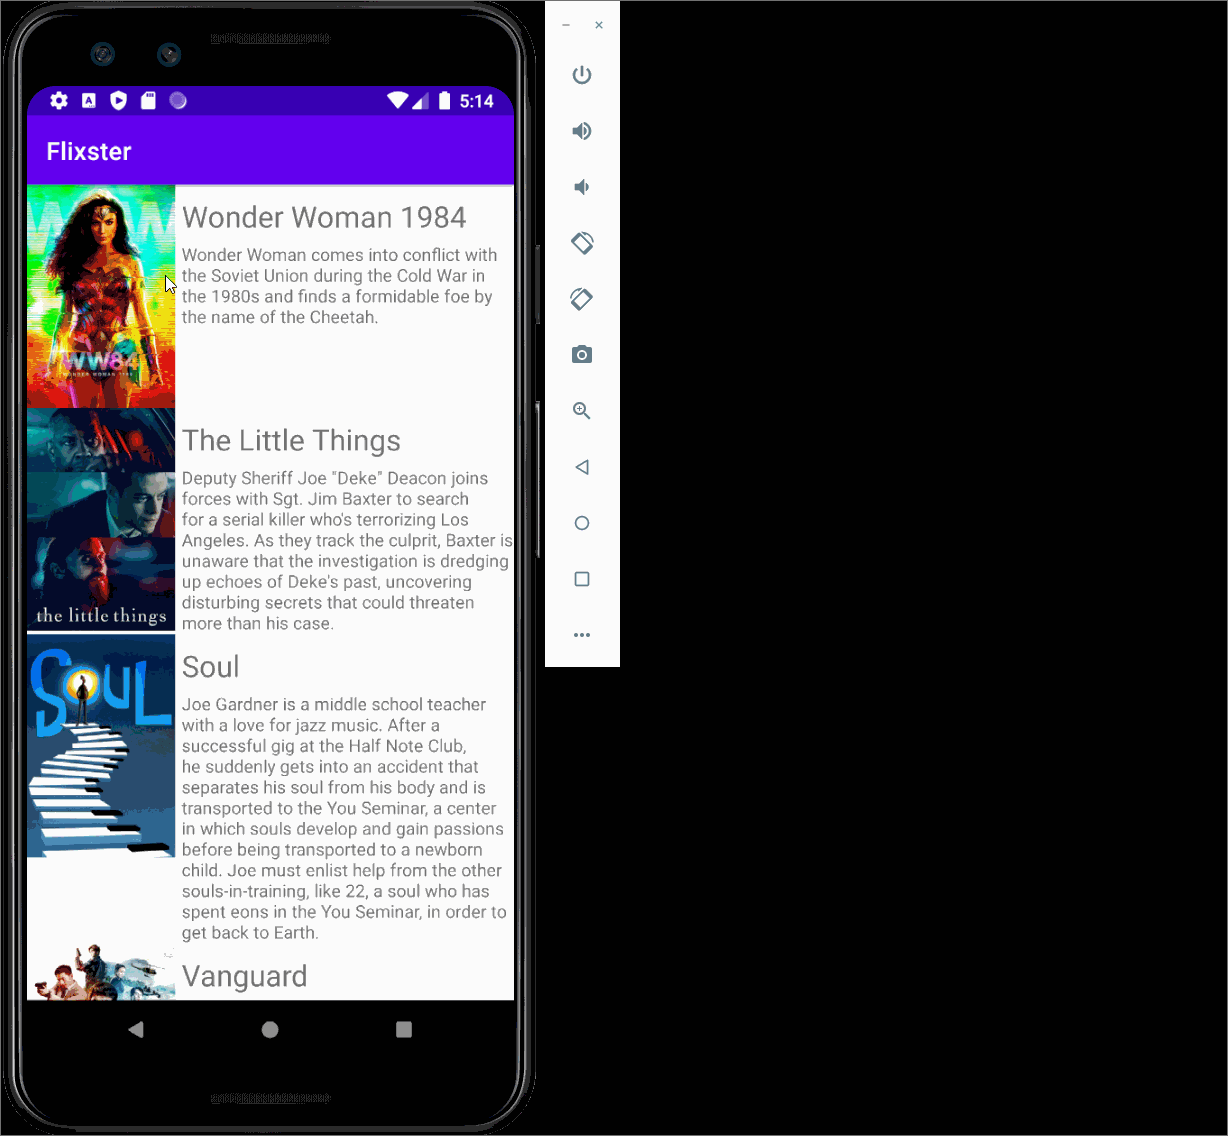 5:14
Flixster
Wonder Woman 1984
Wonder Woman comes into conflict with
the Soviet Union during the Cold War in
the 1980s and finds a formidable foe by
the name of the Cheetah.
WW84
WONDER WOMAN 1984
The Little Things
Deputy Sheriff Joe "Deke" Deacon joins
forces with Sgt. Jim Baxter to search
for a serial killer who's terrorizing Los
Angeles. As they track the culprit, Baxter is
unaware that the investigation is dredging
up echoes of Deke's past, uncovering
disturbing secrets that could threaten
more than his case.
the little things
SOUL
Soul
Joe Gardner is a middle school teacher
with a love for jazz music. After a
successful gig at the Half Note Club,
he suddenly gets into an accident that
separates his soul from his body and is
transported to the You Seminar, a center
in which souls develop and gain passions
before being transported to a newborn
child. Joe must enlist help from the other
souls-in-training, like 22, a soul who has
spent eons in the You Seminar, in order to
get back to Earth.
Vanguard